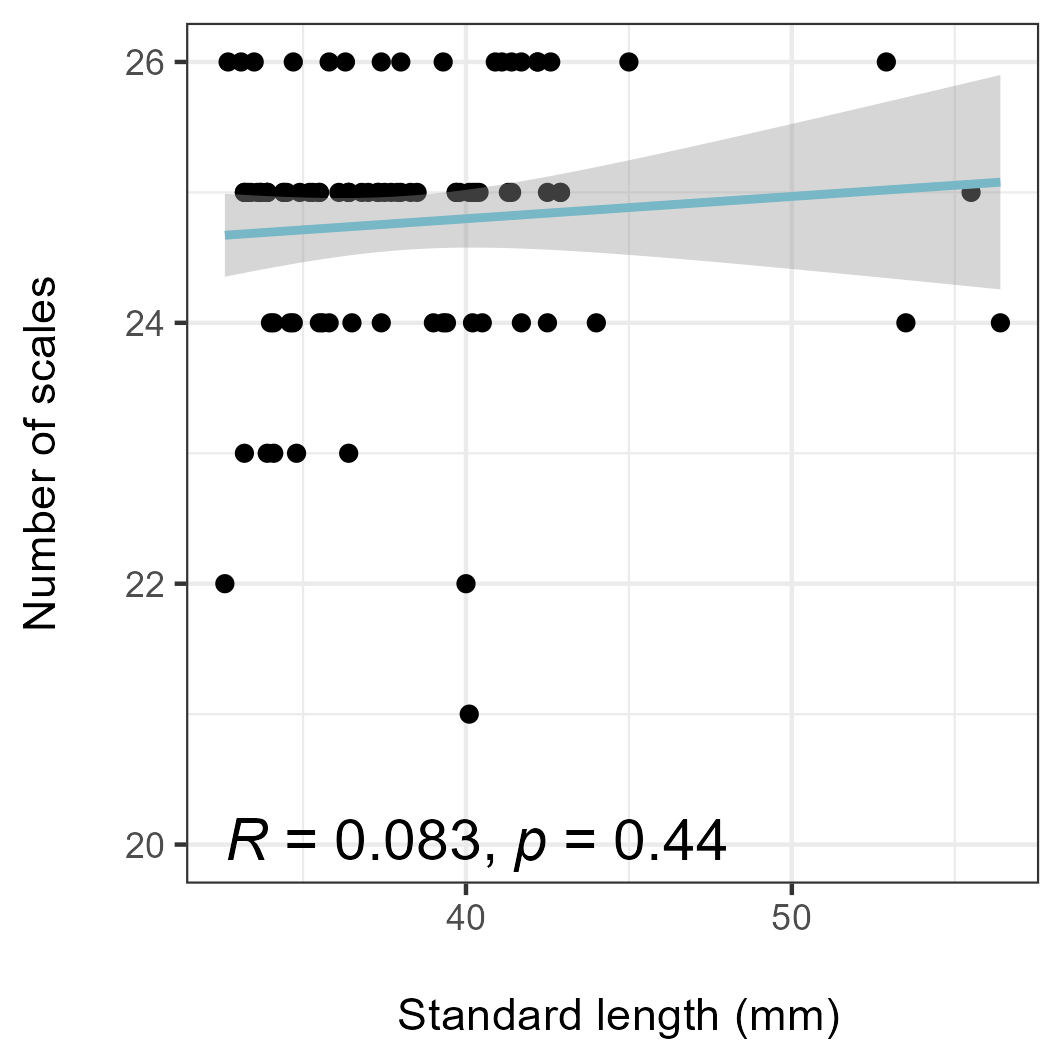 26
24
22
20
R = 0.083, p = 0.44
40 50
Number of scales
Standard length (mm)